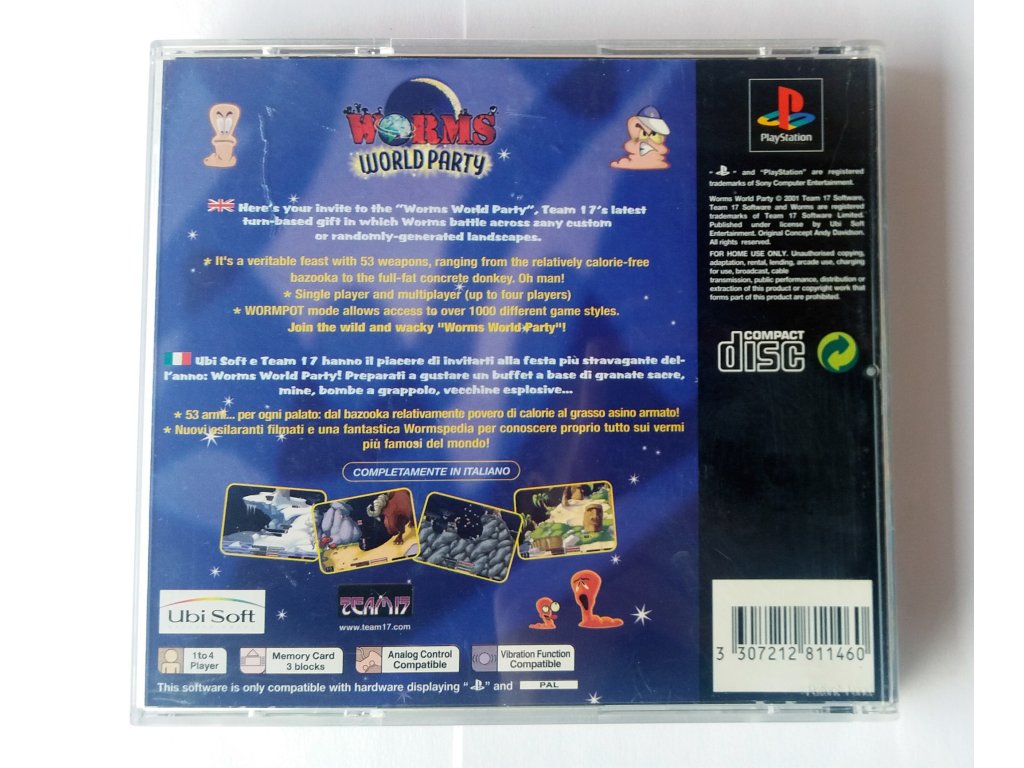 WORMS
WORLD PARTY
Here's your invite to the "Worms World Party", Team 17's latest
turn-based gift in which Worms battle across zany custom
or randomly-generated landscapes.
* It's a veritable feast with 53 weapons, ranging from the relatively calorie-free
bazooka to the full-fat concrete donkey. Oh man!
* Single player and multiplayer (up to four players)
* WORMPOT mode allows access to over 1000 different game styles.
Join the wild and wacky "Worms World Party"!
Ubi Soft e Team 17 hanno il piacere di invitarti alla festa più stravagante del-
l'anno: Worms World Party! Preparati a gustare un buffet a base di granate sacre,
mine, bombe a grappolo, vecchine esplosive...
* 53 armi... per ogni palato: dal bazooka relativamente povero di calorie al grasso asino armato!
* Nuovi esilaranti filmati e una fantastica Wormspedia per conoscere proprio tutto sui vermi
più famosi del mondo!
COMPLETAMENTE IN ITALIANO
Ubi Soft
TEAM17
www.team17.com
1 to 4
Player
Memory Card
3 blocks
Analog Control
Compatible
Vibration Function
Compatible
This software is only compatible with hardware displaying " " and PAL
PlayStation
" " and "PlayStation" are registered
trademarks of Sony Computer Entertainment.
Worms World Party © 2001 Team 17 Software.
Team 17 Software and Worms are registered
trademarks of Team 17 Software Limited.
Published under license by Ubi Soft
Entertainment. Original Concept Andy Davidson.
All rights reserved.
FOR HOME USE ONLY. Unauthorised copying,
adaptation, rental, lending, arcade use, charging
for use, broadcast, cable
transmission, public performance, distribution or
extraction of this product or copyright work that
forms part of this product are prohibited.
COMPACT
disc
3 307212 811460